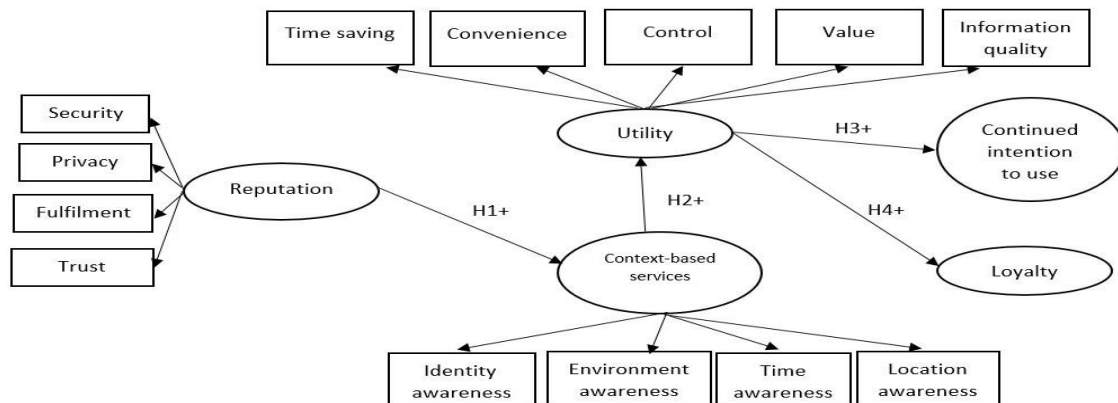 Time saving
Convenience
Control
Value
Information
quality
Security
Privacy
Fulfilment
Trust
Reputation
Utility
H3+
Continued
intention
to use
H1+
H2+
H4+
Context-based
services
Loyalty
Identity
awareness
Environment
awareness
Time
awareness
Location
awareness